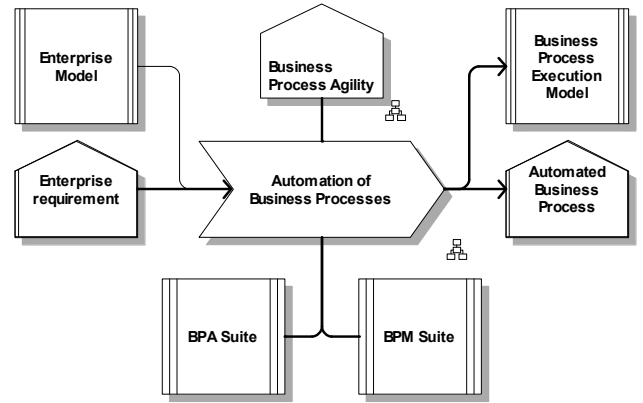 Enterprise
Model
Business
Process Agility
Business
Process
Execution
Model
Enterprise
requirement
Automation of
Business Processes
Automated
Business
Process
BPA Suite
BPM Suite